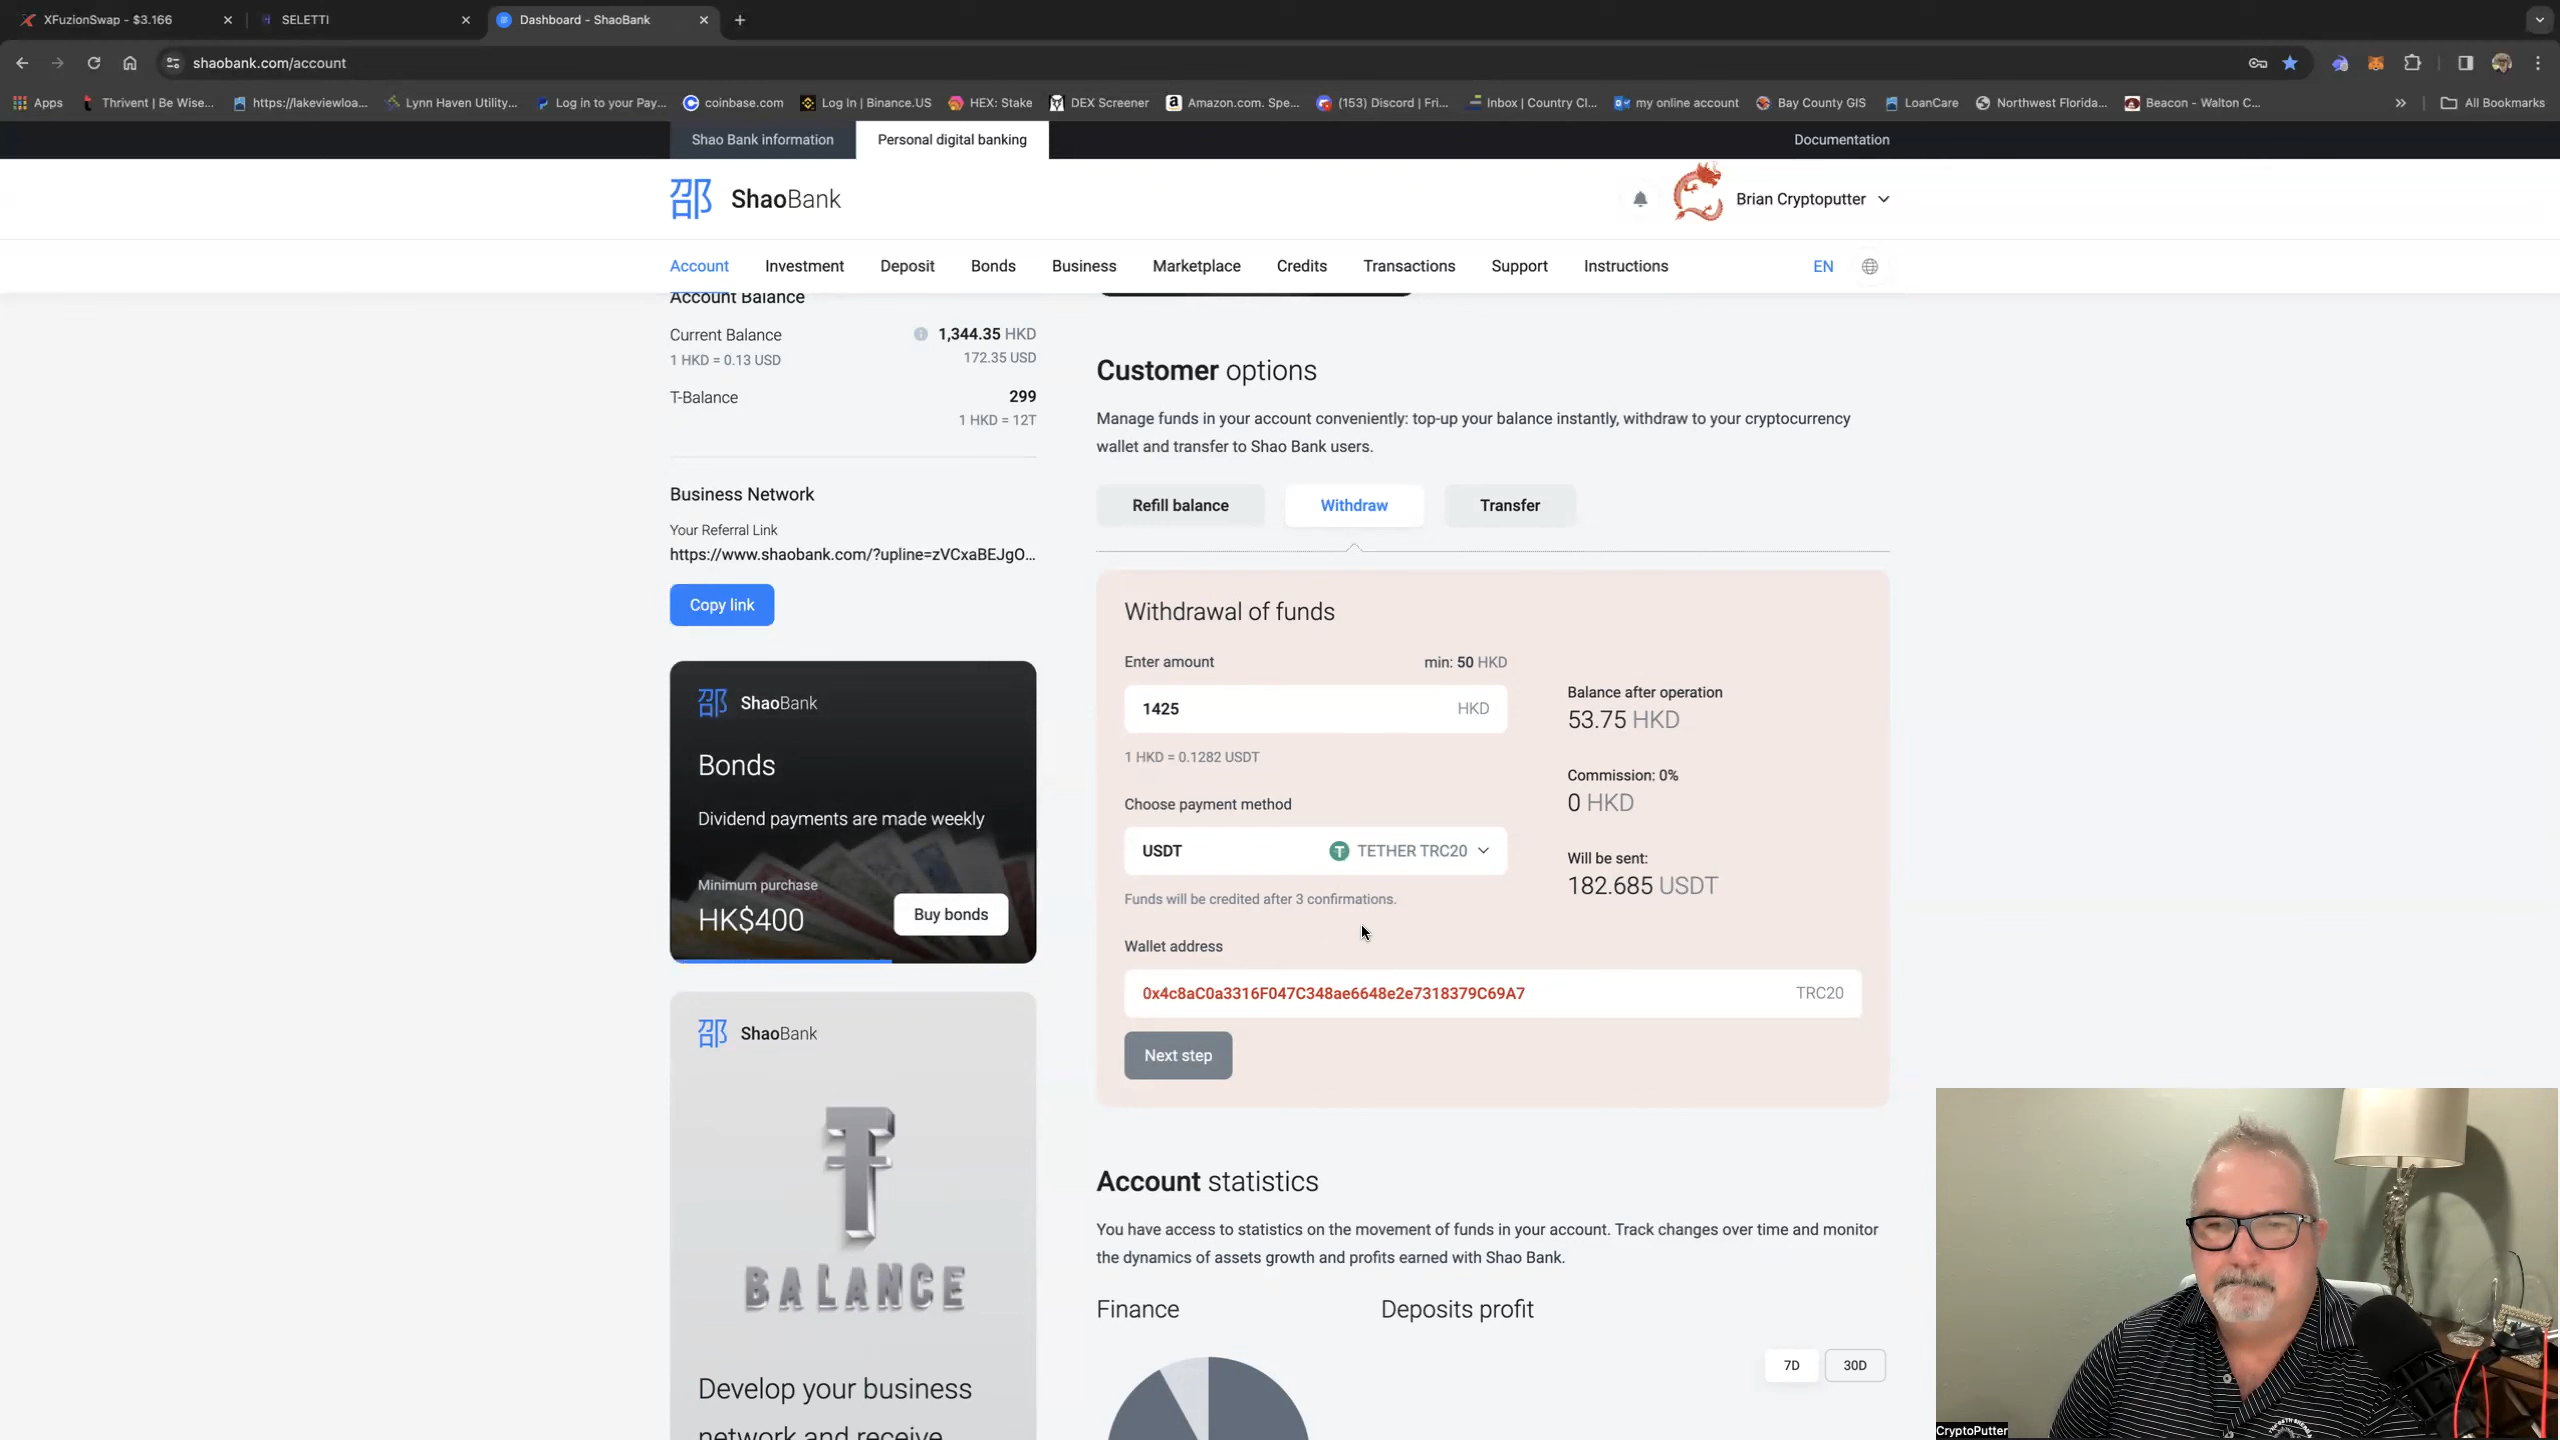 XFuzionSwap - $3.166
SELETTI
Dashboard - ShaoBank
shaobank.com/account
Apps
Thrivent | Be Wise...
https://lakeviewloa...
Lynn Haven Utility...
Log in to your Pay...
coinbase.com
Log In | Binance.US
HEX: Stake
DEX Screener
Amazon.com. Spe...
(153) Discord | Fri...
Inbox | Country Cl...
my online account
Bay County GIS
LoanCare
Northwest Florida...
Beacon - Walton C...
All Bookmarks
Shao Bank information
Personal digital banking
Documentation
邵 ShaoBank
Brian Cryptoputter
Account Investment Deposit Bonds Business Marketplace Credits Transactions Support Instructions EN
Account Balance
Current Balance 1,344.35 HKD
1 HKD = 0.13 USD 172.35 USD
T-Balance 299
1 HKD = 12T
Business Network
Your Referral Link
https://www.shaobank.com/?upline=zVCxaBEJgO...
Copy link
邵 ShaoBank
Bonds
Dividend payments are made weekly
Minimum purchase
HK$400
Buy bonds
邵 ShaoBank
T
BALANCE
Develop your business
network and receive
Customer options
Manage funds in your account conveniently: top-up your balance instantly, withdraw to your cryptocurrency
wallet and transfer to Shao Bank users.
Refill balance Withdraw Transfer
Withdrawal of funds
Enter amount min: 50 HKD
1425 HKD
1 HKD = 0.1282 USDT
Choose payment method
USDT TETHER TRC20
Funds will be credited after 3 confirmations.
Balance after operation
53.75 HKD
Commission: 0%
0 HKD
Will be sent:
182.685 USDT
Wallet address
0x4c8aC0a3316F047C348ae6648e2e7318379C69A7 TRC20
Next step
Account statistics
You have access to statistics on the movement of funds in your account. Track changes over time and monitor
the dynamics of assets growth and profits earned with Shao Bank.
Finance
Deposits profit
7D 30D
CryptoPutter